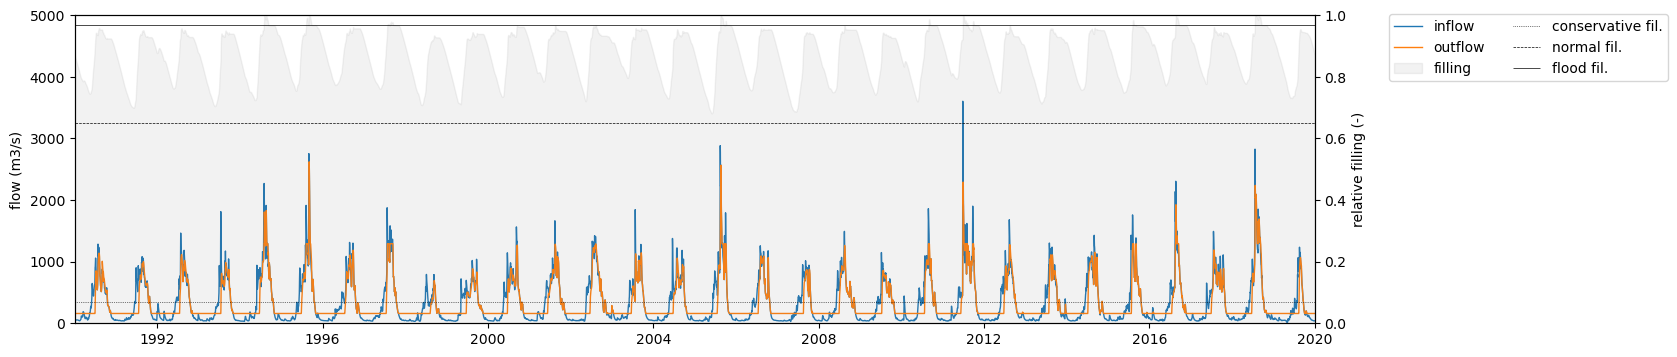 5000
4000
3000
2000
1000
0
flow (m3/s)
1992
1996
2000
2004
2008
2012
2016
2020
1.0
0.8
0.6
0.4
0.2
0.0
relative filling (-)
inflow
outflow
filling
conservative fil.
normal fil.
flood fil.